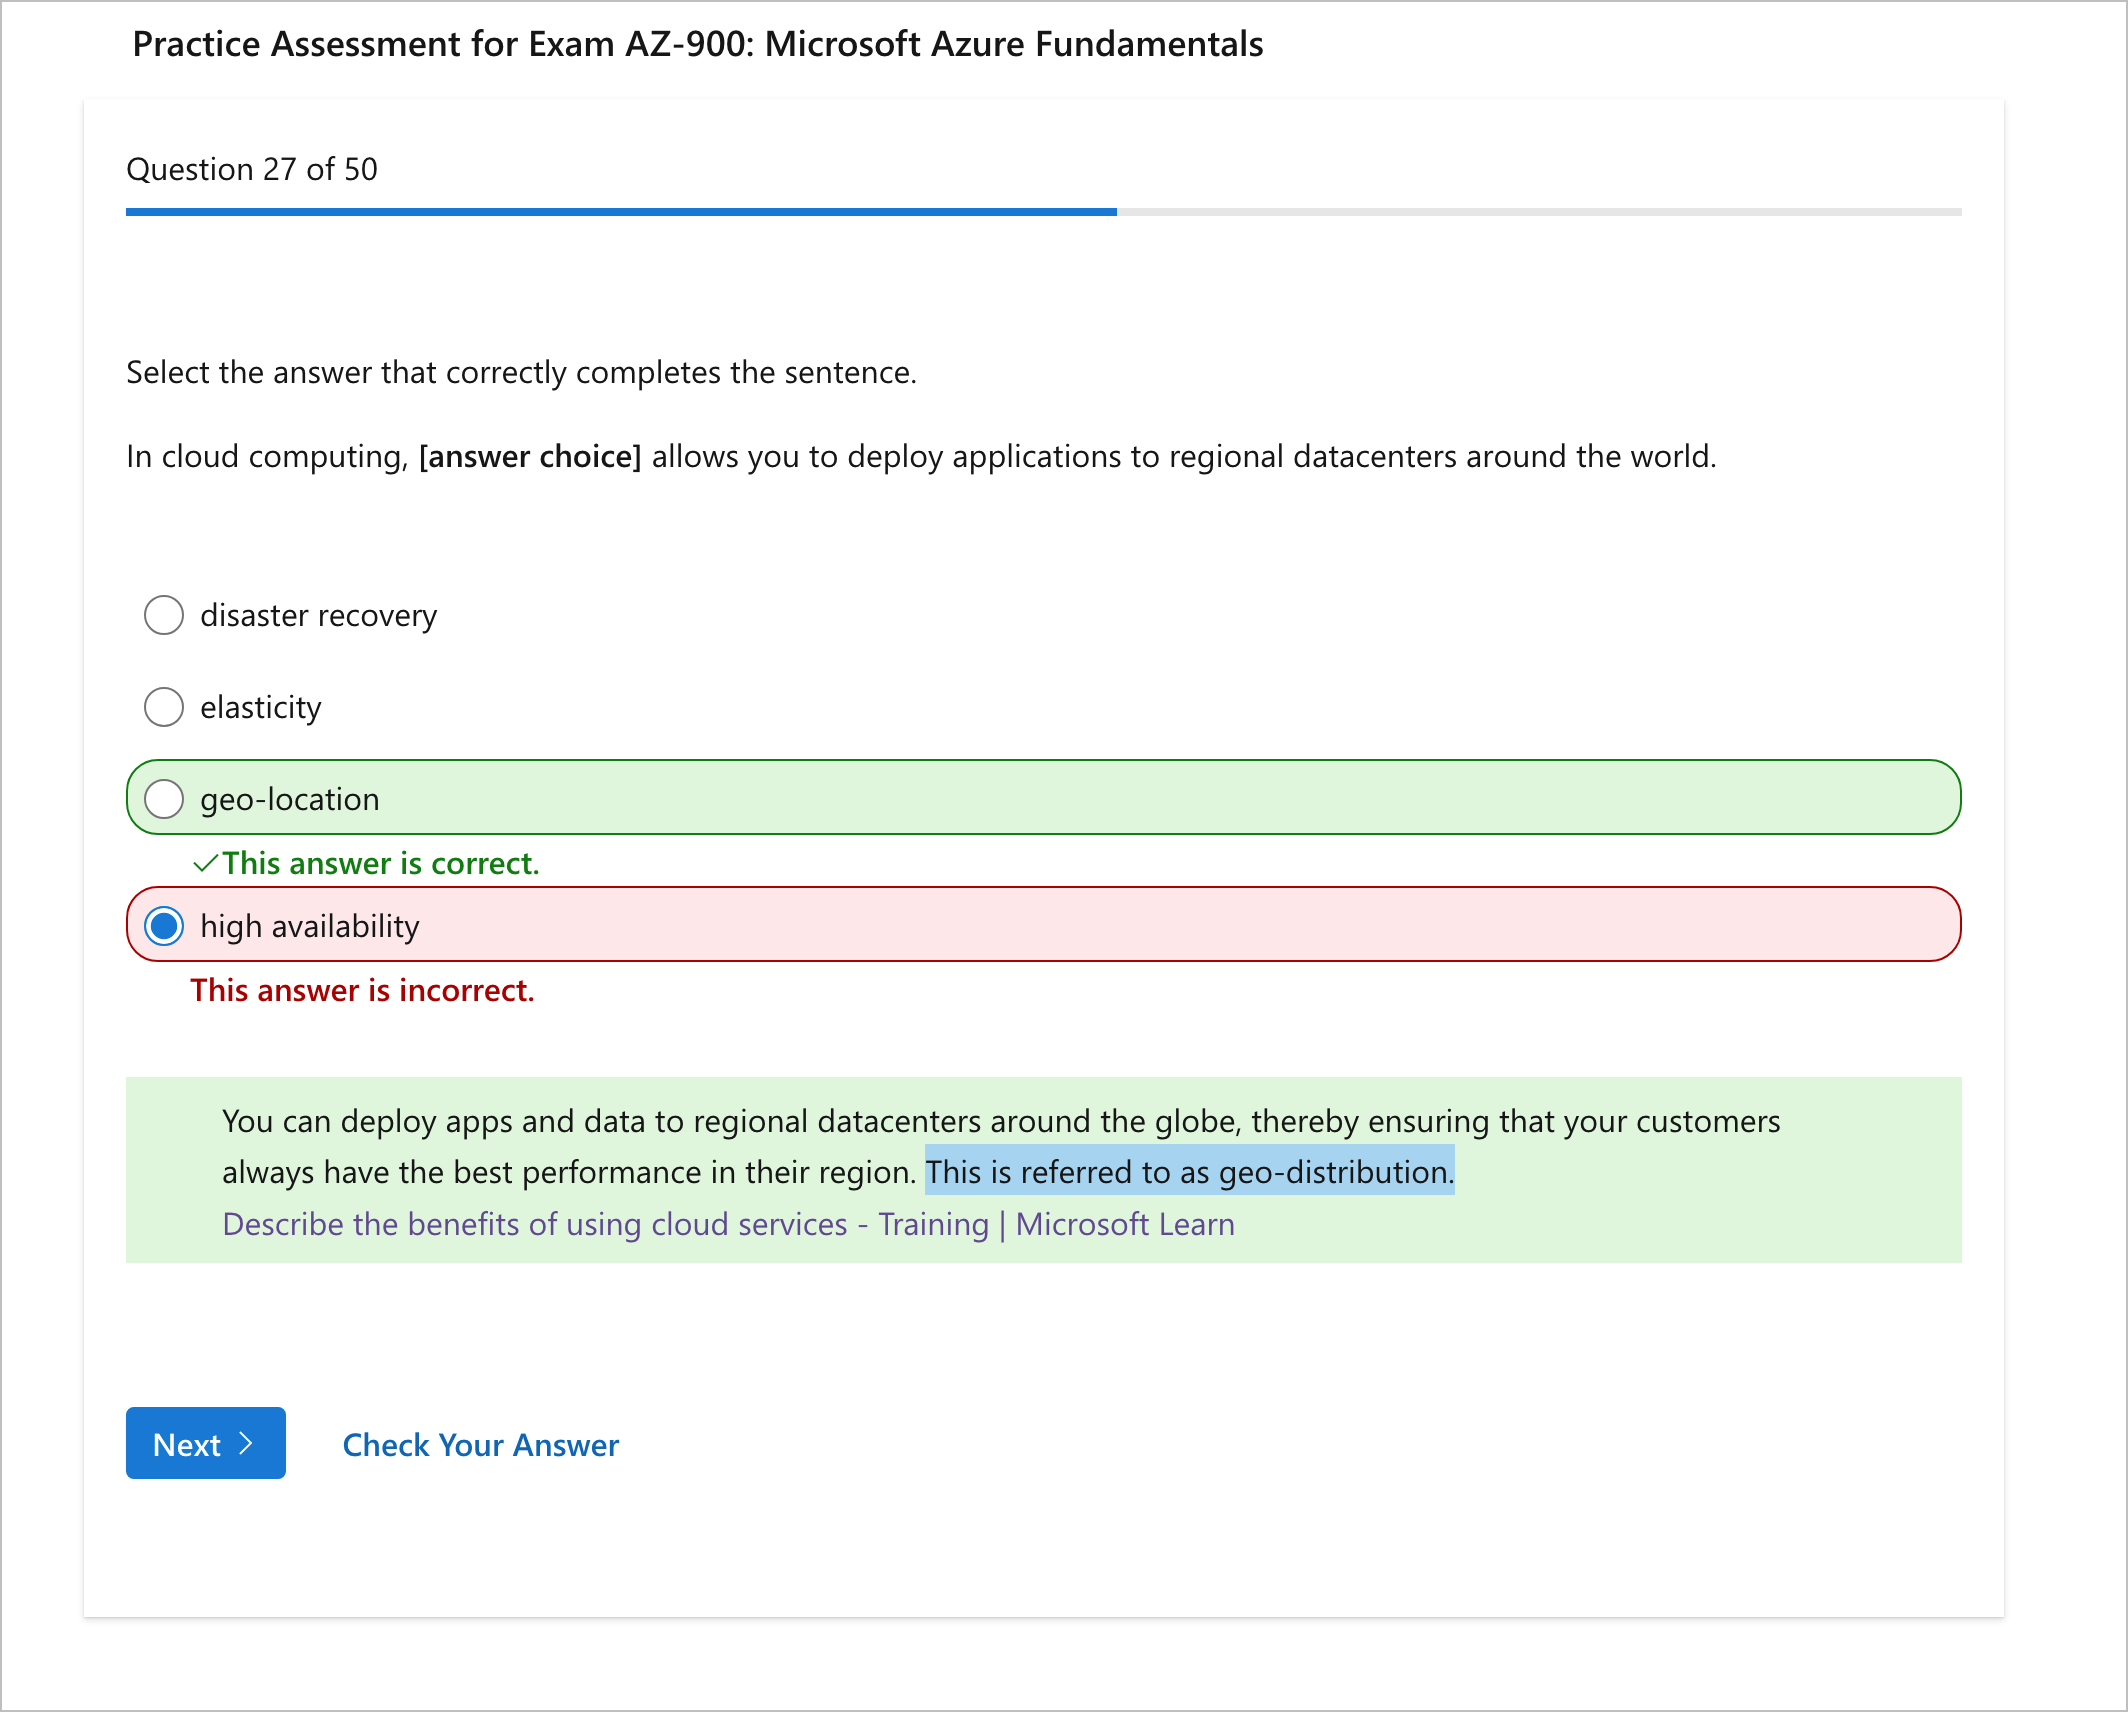 Practice Assessment for Exam AZ-900: Microsoft Azure Fundamentals
Question 27 of 50
Select the answer that correctly completes the sentence.
In cloud computing, [answer choice] allows you to deploy applications to regional datacenters around the world.
disaster recovery
elasticity
geo-location
This answer is correct.
high availability
This answer is incorrect.
You can deploy apps and data to regional datacenters around the globe, thereby ensuring that your customers
always have the best performance in their region. This is referred to as geo-distribution.
Describe the benefits of using cloud services - Training | Microsoft Learn
Next
Check Your Answer